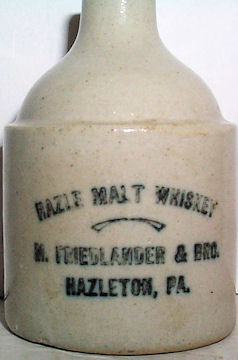 HAZLE MALT WHISKEY
M. FRIEDLANDER & BRO.
HAZLETON, PA.